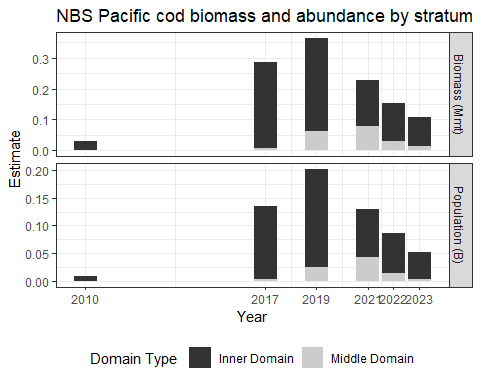 NBS Pacific cod biomass and abundance by stratum
0.3
0.2
0.1
0.0
Biomass (Mmt)
Estimate
0.20
0.15
0.10
0.05
0.00
Population (B)
2010 2017 2019 2021 2022 2023
Year
Domain Type Inner Domain Middle Domain